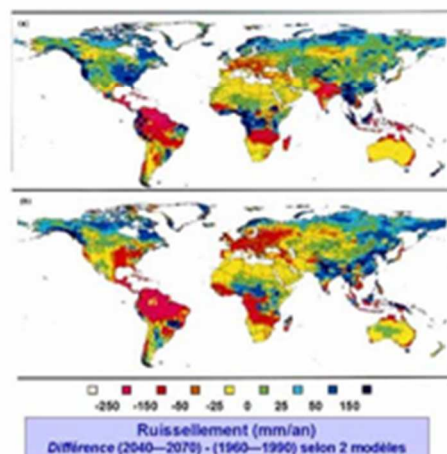 (a)
(b)
-250 -150 -50 -25 0 25 50 150
Ruissellement (mm/an)
Différence (2040—2070) - (1960—1990) selon 2 modèles